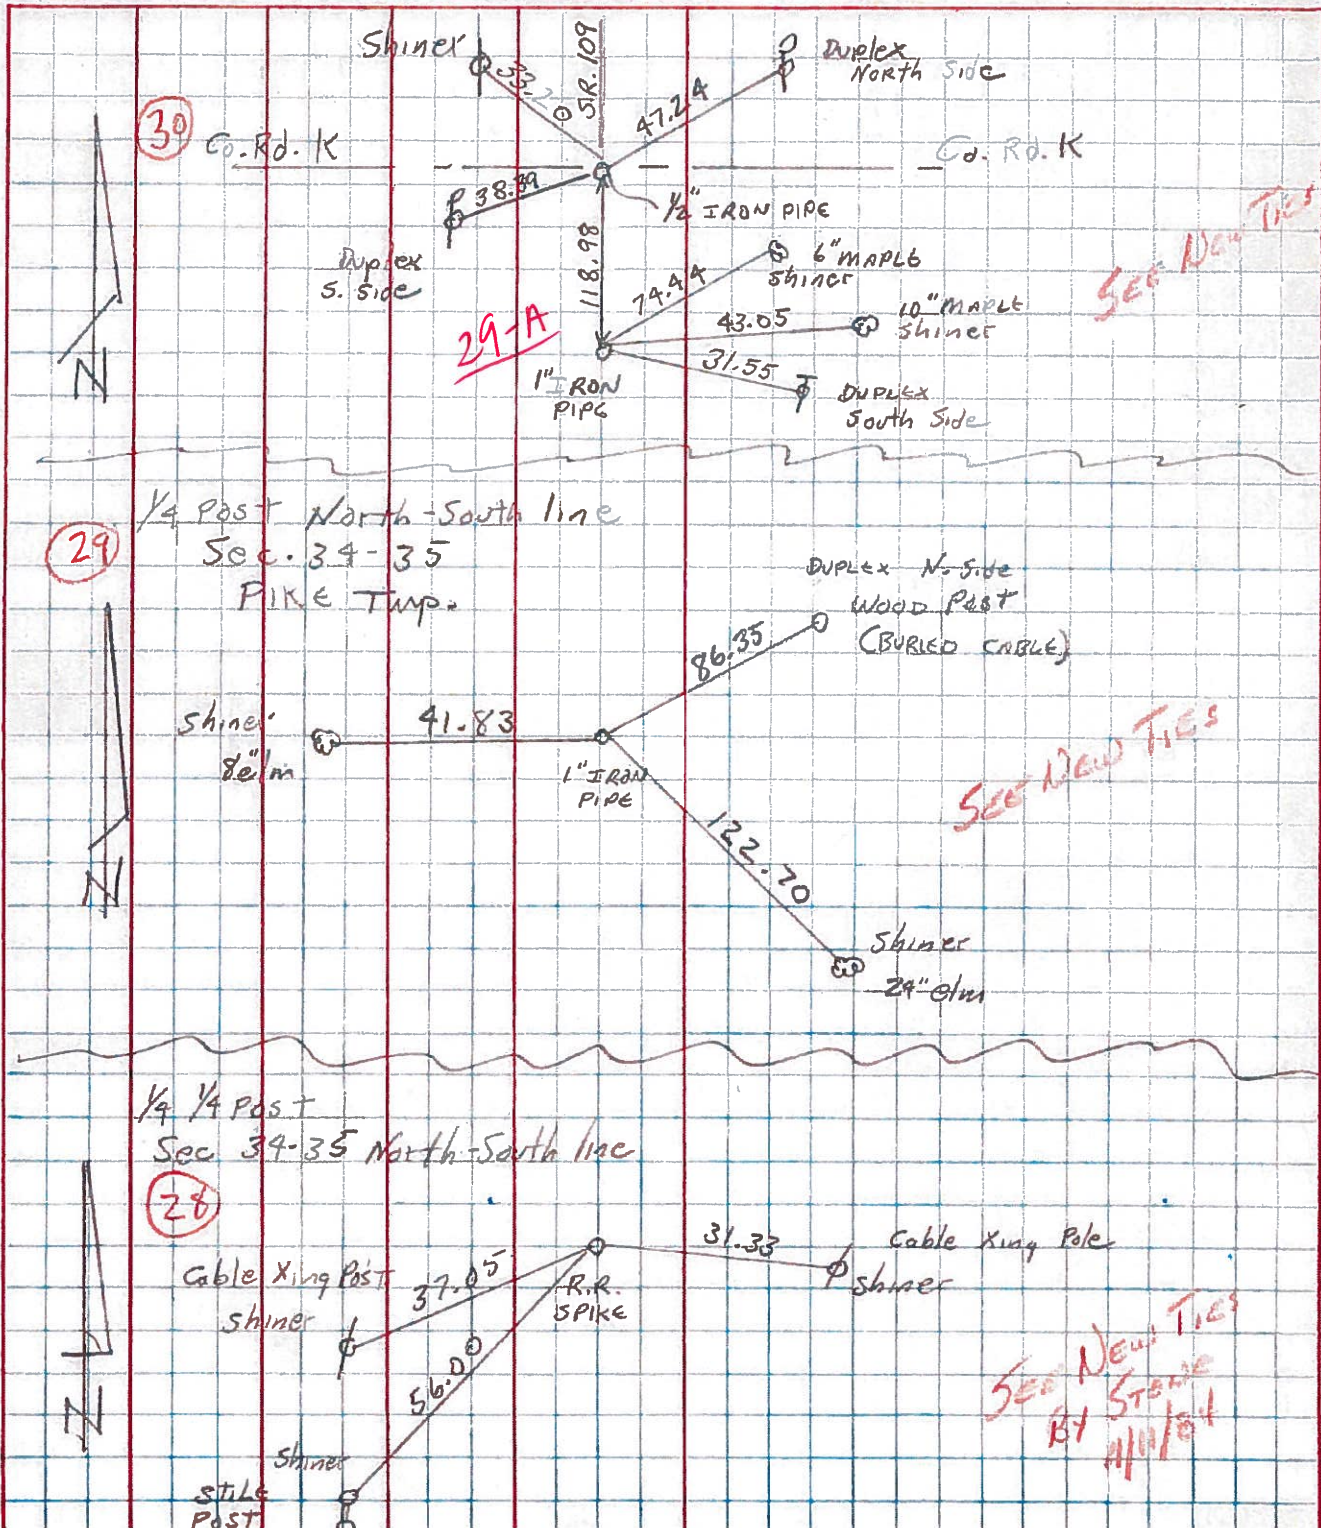 Shiner
33.20
S.R. 109
47.24
Duplex
North Side
30
Co. Rd. K
Co. Rd. K
38.39
1/2" IRON PIPE
Duplex
S. Side
118.98
74.44
6" MAPLE
Shiner
SEE NEW TIES
29-A
43.05
10" MAPLE
Shiner
31.55
1" IRON
PIPE
DUPLEX
South Side
N
1/4 Post North-South line
29
Sec. 34-35
PIKE Twp.
DUPLEX N. Side
WOOD POST
(BURIED CABLE)
86.35
Shiner
8" elm
41.83
1" IRON
PIPE
SEE NEW TIES
122.70
N
Shiner
24" elm
1/4 1/4 Post
Sec 34-35 North-South line
28
31.33
Cable Xing Pole
Shiner
Cable Xing Post
Shiner
37.05
R.R.
SPIKE
56.00
SEE NEW TIES
BY STEVE
11/11/84
N
Shiner
STILE
POST